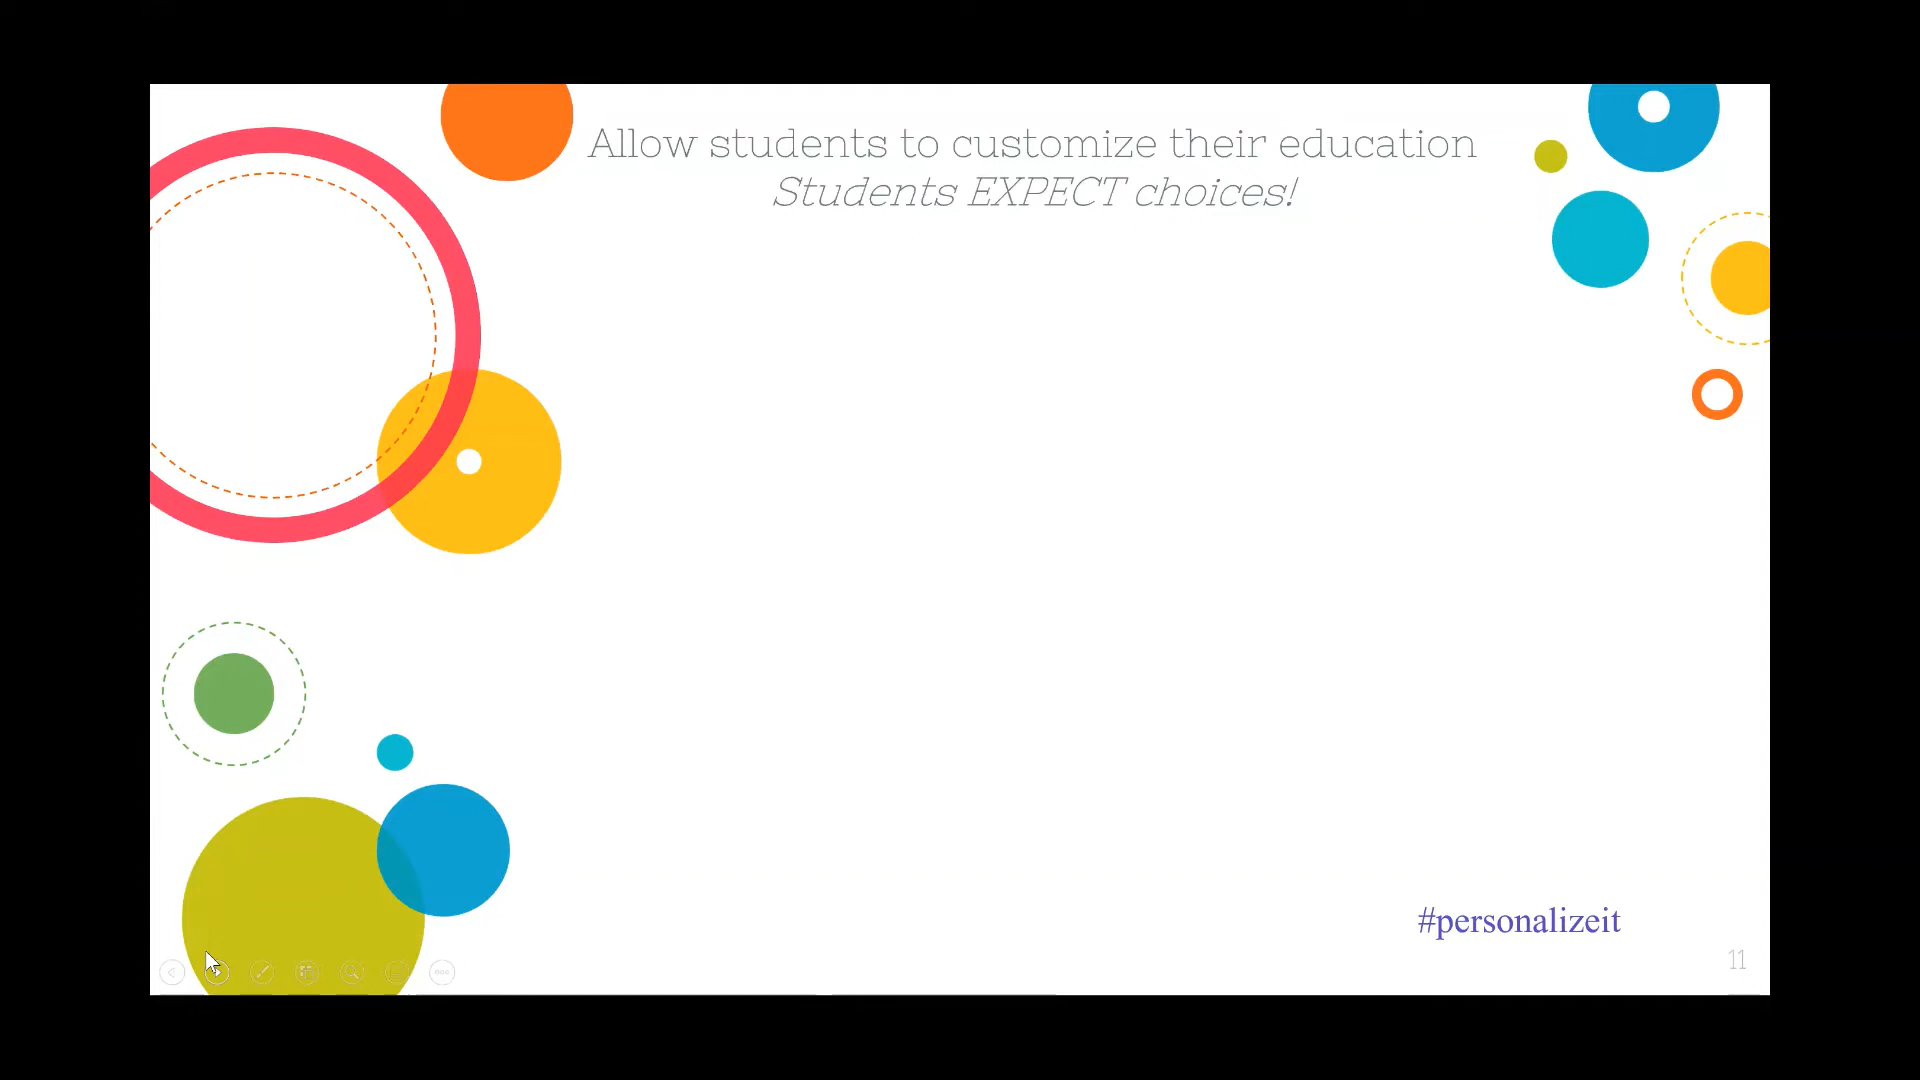 Allow students to customize their education
Students EXPECT choices!
#personalizeit
11